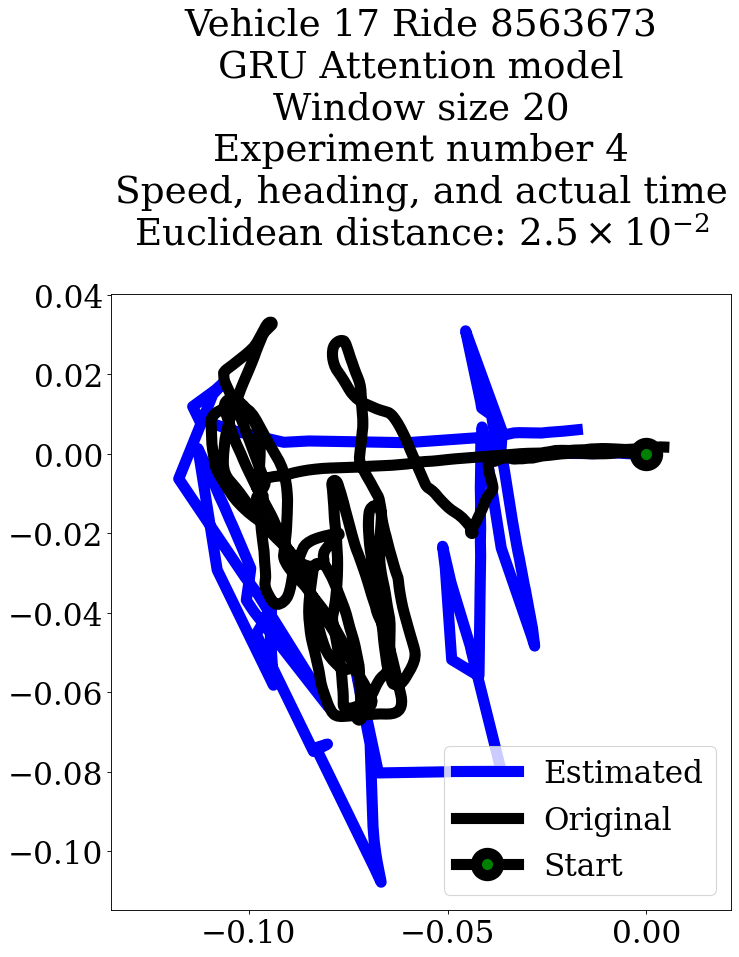 Vehicle 17 Ride 8563673
GRU Attention model
Window size 20
Experiment number 4
Speed, heading, and actual time
Euclidean distance: 2.5 × 10⁻²
0.04
0.02
0.00
−0.02
−0.04
−0.06
−0.08
−0.10
Estimated
Original
Start
−0.10 −0.05 0.00